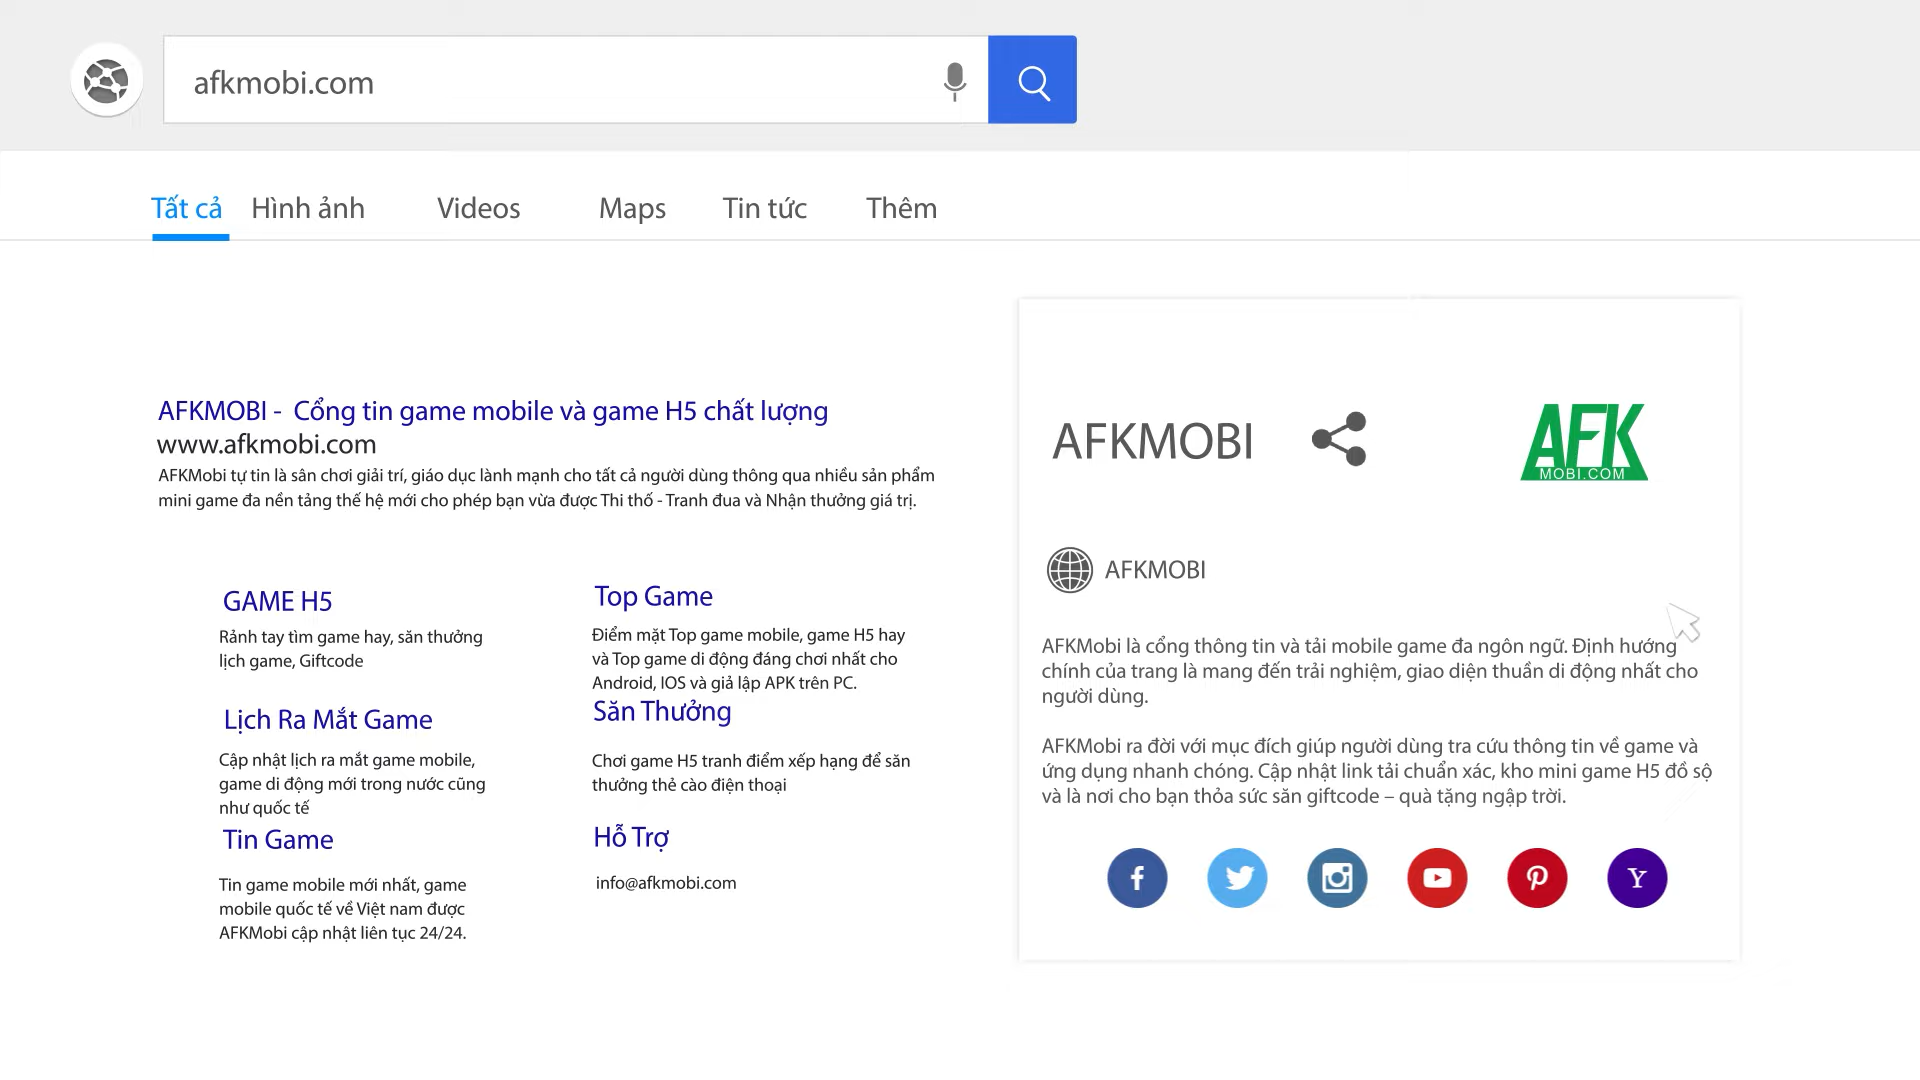 afkmobi.com
Tất cả Hình ảnh Videos Maps Tin tức Thêm
AFKMOBI - Cổng tin game mobile và game H5 chất lượng
www.afkmobi.com
AFKMobi tự tin là sân chơi giải trí, giáo dục lành mạnh cho tất cả người dùng thông qua nhiều sản phẩm
mini game đa nền tảng thế hệ mới cho phép bạn vừa được Thi thố - Tranh đua và Nhận thưởng giá trị.
GAME H5
Rảnh tay tìm game hay, săn thưởng
lịch game, Giftcode
Lịch Ra Mắt Game
Cập nhật lịch ra mắt game mobile,
game di động mới trong nước cũng
như quốc tế
Tin Game
Tin game mobile mới nhất, game
mobile quốc tế về Việt nam được
AFKMobi cập nhật liên tục 24/24.
Top Game
Điểm mặt Top game mobile, game H5 hay
và Top game di động đáng chơi nhất cho
Android, IOS và giả lập APK trên PC.
Săn Thưởng
Chơi game H5 tranh điểm xếp hạng để săn
thưởng thẻ cào điện thoại
Hỗ Trợ
info@afkmobi.com
AFKMOBI
AFK
MOBI.COM
AFKMOBI
AFKMobi là cổng thông tin và tải mobile game đa ngôn ngữ. Định hướng
chính của trang là mang đến trải nghiệm, giao diện thuần di động nhất cho
người dùng.
AFKMobi ra đời với mục đích giúp người dùng tra cứu thông tin về game và
ứng dụng nhanh chóng. Cập nhật link tải chuẩn xác, kho mini game H5 đồ sộ
và là nơi cho bạn thỏa sức săn giftcode – quà tặng ngập trời.